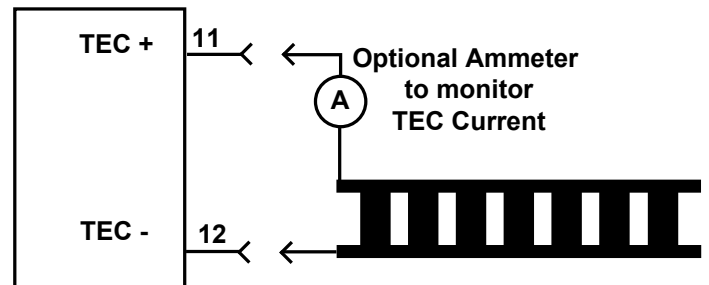 TEC + 11
Optional Ammeter
to monitor
TEC Current
A
TEC - 12